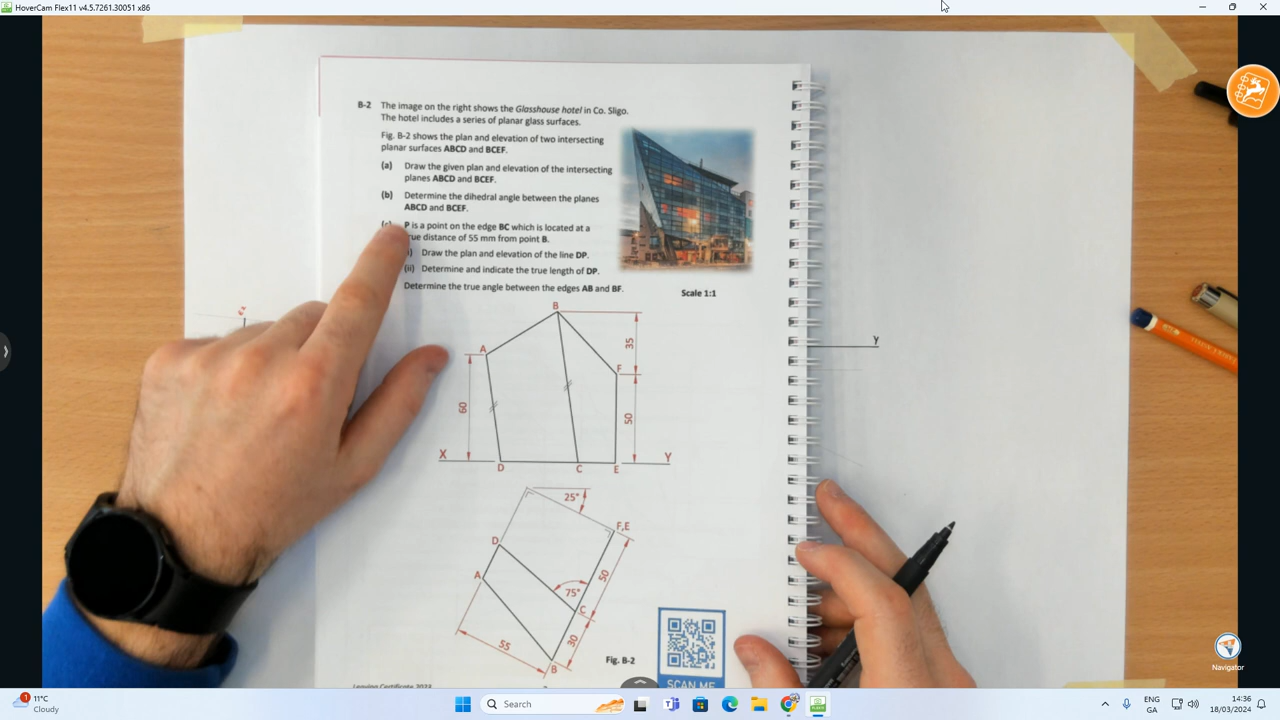 HoverCam Flex11 v4.5.7261.30051 x86
B-2 The image on the right shows the Glasshouse hotel in Co. Sligo.
The hotel includes a series of planar glass surfaces.
Fig. B-2 shows the plan and elevation of two intersecting
planar surfaces ABCD and BCEF.
(a) Draw the given plan and elevation of the intersecting
planes ABCD and BCEF.
(b) Determine the dihedral angle between the planes
ABCD and BCEF.
P is a point on the edge BC which is located at a
distance of 55 mm from point B.
Draw the plan and elevation of the line DP.
(ii) Determine and indicate the true length of DP.
Determine the true angle between the edges AB and BF.
Scale 1:1
B
A
F
35
60
50
X
Y
D
C
E
Y
25°
F,E
D
A
75°
50
C
55
30
B
Fig. B-2
SCAN ME
Navigator
1
11°C
Cloudy
Search
ENG
GA
14:36
18/03/2024